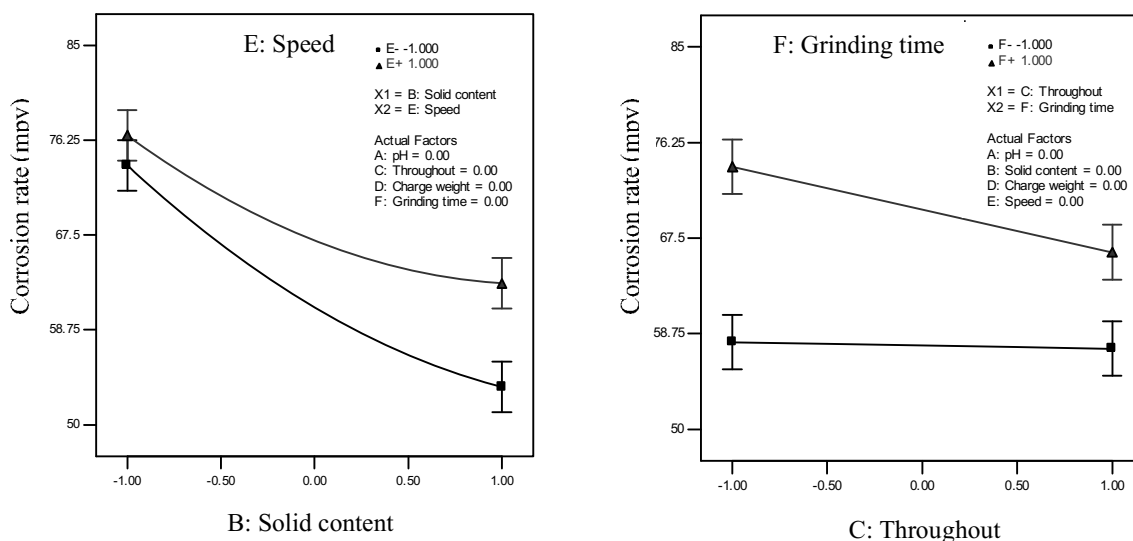 E: Speed
85
76.25
67.5
58.75
50
Corrosion rate (mpy)
E- -1.000
E+ 1.000
X1 = B: Solid content
X2 = E: Speed
Actual Factors
A: pH = 0.00
C: Throughout = 0.00
D: Charge weight = 0.00
F: Grinding time = 0.00
-1.00 -0.50 0.00 0.50 1.00
B: Solid content
F: Grinding time
85
76.25
67.5
58.75
50
Corrosion rate (mpy)
F- -1.000
F+ 1.000
X1 = C: Throughout
X2 = F: Grinding time
Actual Factors
A: pH = 0.00
B: Solid content = 0.00
D: Charge weight = 0.00
E: Speed = 0.00
-1.00 -0.50 0.00 0.50 1.00
C: Throughout